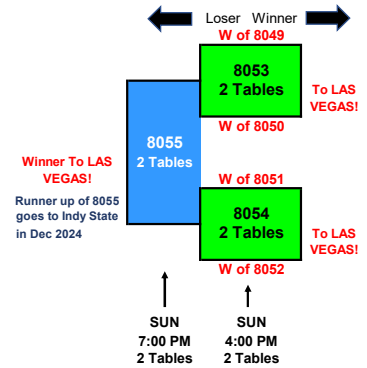 Loser Winner
W of 8049
8053
2 Tables
To LAS
VEGAS!
W of 8050
8055
2 Tables
Winner To LAS
VEGAS!
Runner up of 8055
goes to Indy State
in Dec 2024
W of 8051
8054
2 Tables
To LAS
VEGAS!
W of 8052
SUN
7:00 PM
2 Tables
SUN
4:00 PM
2 Tables